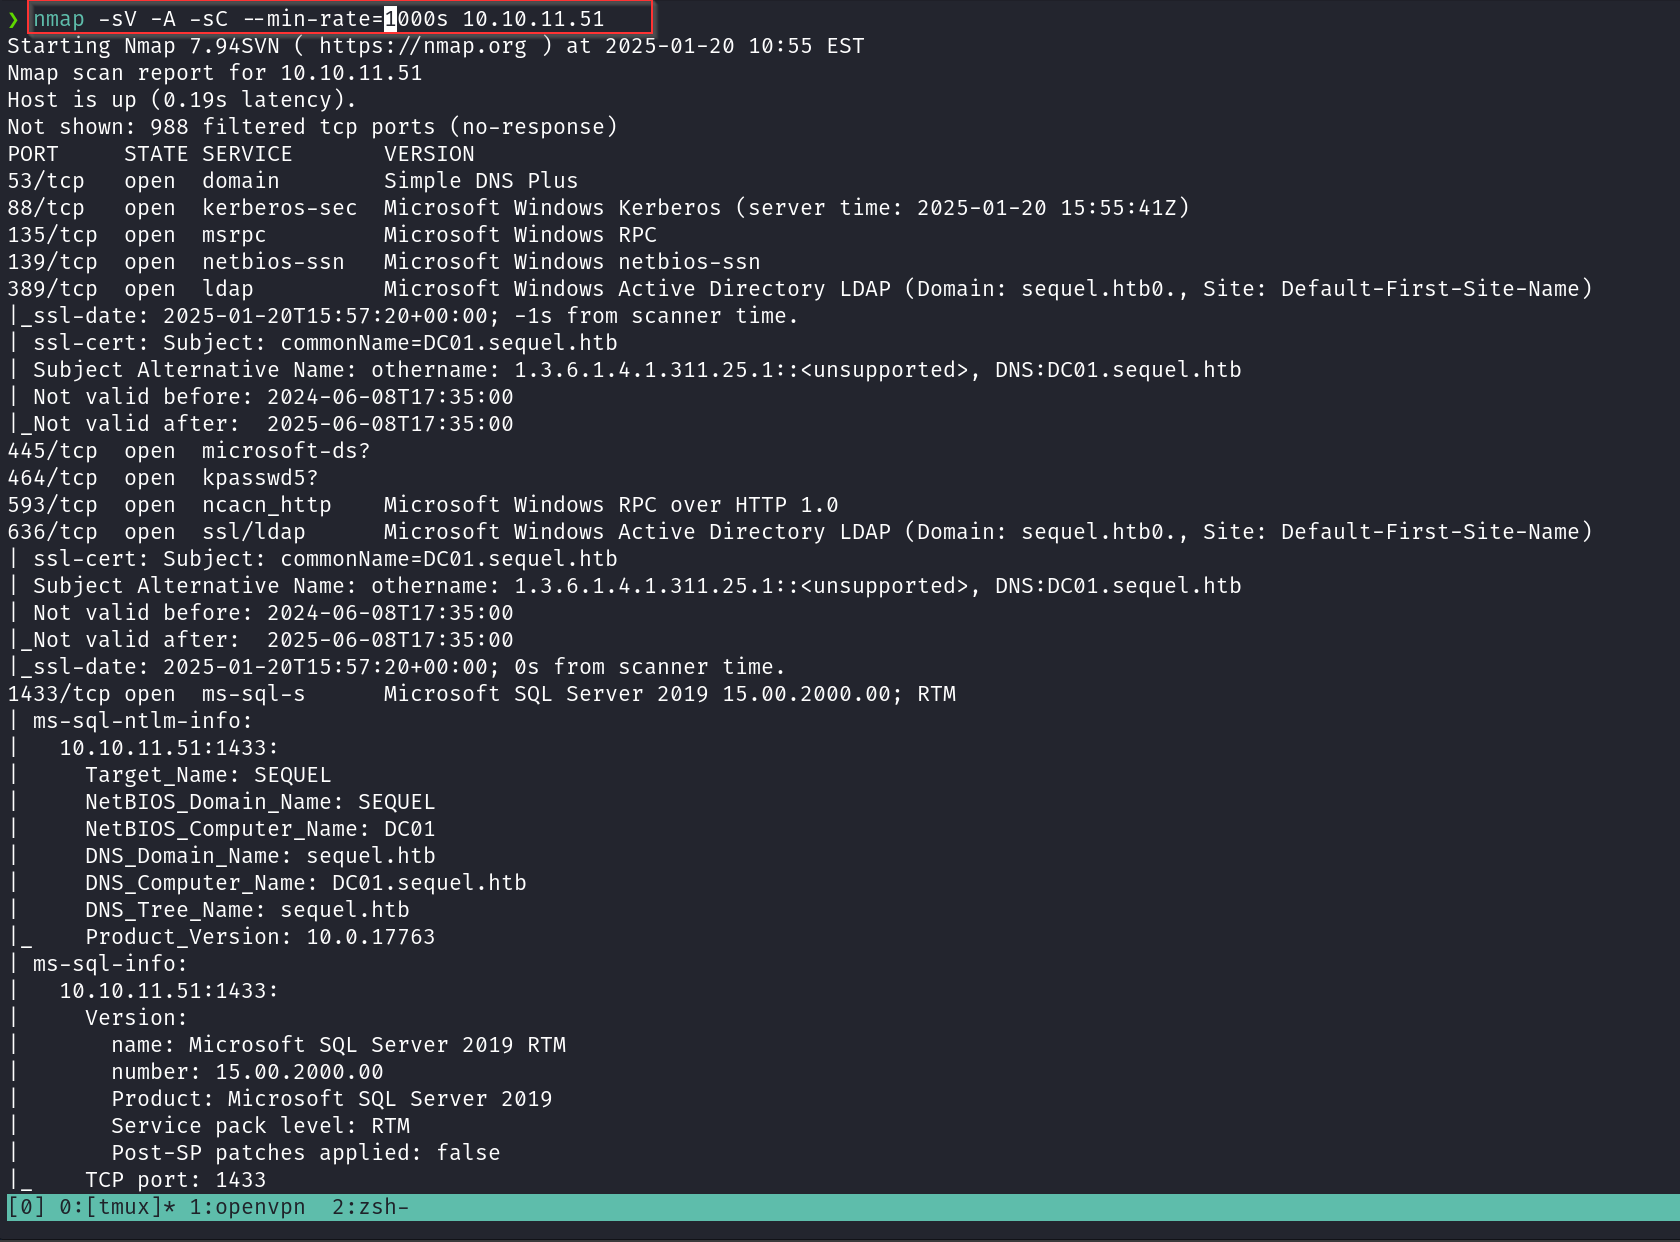 ❯ nmap -sV -A -sC --min-rate=1000s 10.10.11.51
Starting Nmap 7.94SVN ( https://nmap.org ) at 2025-01-20 10:55 EST
Nmap scan report for 10.10.11.51
Host is up (0.19s latency).
Not shown: 988 filtered tcp ports (no-response)
PORT     STATE SERVICE       VERSION
53/tcp   open  domain        Simple DNS Plus
88/tcp   open  kerberos-sec  Microsoft Windows Kerberos (server time: 2025-01-20 15:55:41Z)
135/tcp  open  msrpc         Microsoft Windows RPC
139/tcp  open  netbios-ssn   Microsoft Windows netbios-ssn
389/tcp  open  ldap          Microsoft Windows Active Directory LDAP (Domain: sequel.htb0., Site: Default-First-Site-Name)
|_ssl-date: 2025-01-20T15:57:20+00:00; -1s from scanner time.
| ssl-cert: Subject: commonName=DC01.sequel.htb
| Subject Alternative Name: othername: 1.3.6.1.4.1.311.25.1::<unsupported>, DNS:DC01.sequel.htb
| Not valid before: 2024-06-08T17:35:00
|_Not valid after:  2025-06-08T17:35:00
445/tcp  open  microsoft-ds?
464/tcp  open  kpasswd5?
593/tcp  open  ncacn_http    Microsoft Windows RPC over HTTP 1.0
636/tcp  open  ssl/ldap      Microsoft Windows Active Directory LDAP (Domain: sequel.htb0., Site: Default-First-Site-Name)
| ssl-cert: Subject: commonName=DC01.sequel.htb
| Subject Alternative Name: othername: 1.3.6.1.4.1.311.25.1::<unsupported>, DNS:DC01.sequel.htb
| Not valid before: 2024-06-08T17:35:00
|_Not valid after:  2025-06-08T17:35:00
|_ssl-date: 2025-01-20T15:57:20+00:00; 0s from scanner time.
1433/tcp open  ms-sql-s      Microsoft SQL Server 2019 15.00.2000.00; RTM
| ms-sql-ntlm-info:
|   10.10.11.51:1433:
|     Target_Name: SEQUEL
|     NetBIOS_Domain_Name: SEQUEL
|     NetBIOS_Computer_Name: DC01
|     DNS_Domain_Name: sequel.htb
|     DNS_Computer_Name: DC01.sequel.htb
|     DNS_Tree_Name: sequel.htb
|_    Product_Version: 10.0.17763
| ms-sql-info:
|   10.10.11.51:1433:
|     Version:
|       name: Microsoft SQL Server 2019 RTM
|       number: 15.00.2000.00
|       Product: Microsoft SQL Server 2019
|       Service pack level: RTM
|       Post-SP patches applied: false
|_    TCP port: 1433
[0] 0:[tmux]* 1:openvpn  2:zsh-